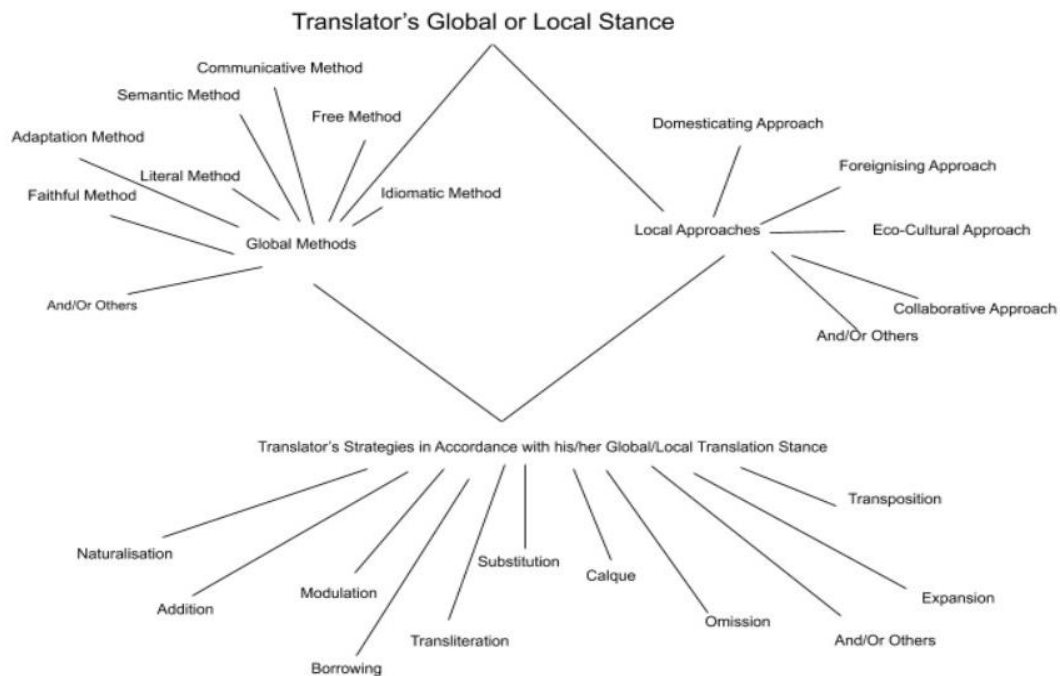 Translator's Global or Local Stance
Communicative Method
Semantic Method
Free Method
Adaptation Method
Literal Method
Faithful Method
Idiomatic Method
Global Methods
And/Or Others
Domesticating Approach
Foreignising Approach
Local Approaches
Eco-Cultural Approach
Collaborative Approach
And/Or Others
Translator's Strategies in Accordance with his/her Global/Local Translation Stance
Naturalisation
Addition
Modulation
Borrowing
Transliteration
Substitution
Calque
Omission
And/Or Others
Expansion
Transposition